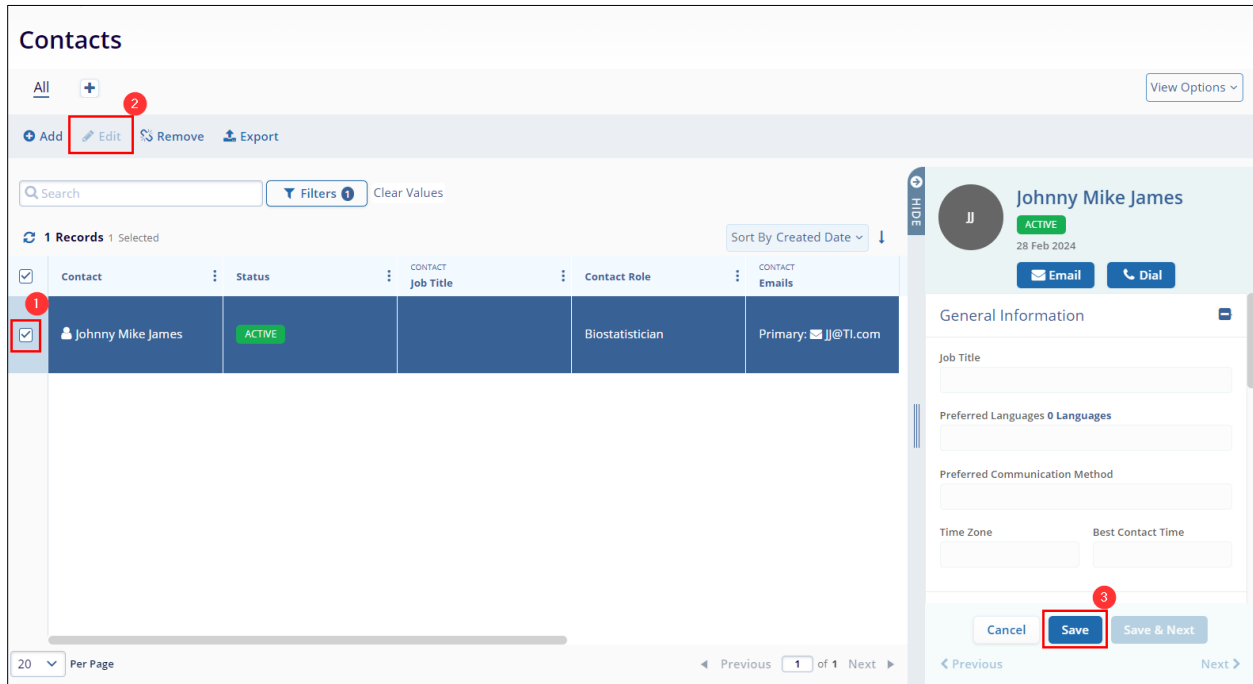 Contacts
All
View Options
2
Add Edit Remove Export
Search Filters 1 Clear Values
1 Records 1 Selected Sort By Created Date
Contact Status CONTACT Job Title Contact Role CONTACT Emails
1
Johnny Mike James ACTIVE Biostatistician Primary: JJ@TI.com
20 Per Page Previous 1 of 1 Next
HIDE
JJ
Johnny Mike James
ACTIVE
28 Feb 2024
Email Dial
General Information
Job Title
Preferred Languages 0 Languages
Preferred Communication Method
Time Zone Best Contact Time
3
Cancel Save Save & Next
Previous Next